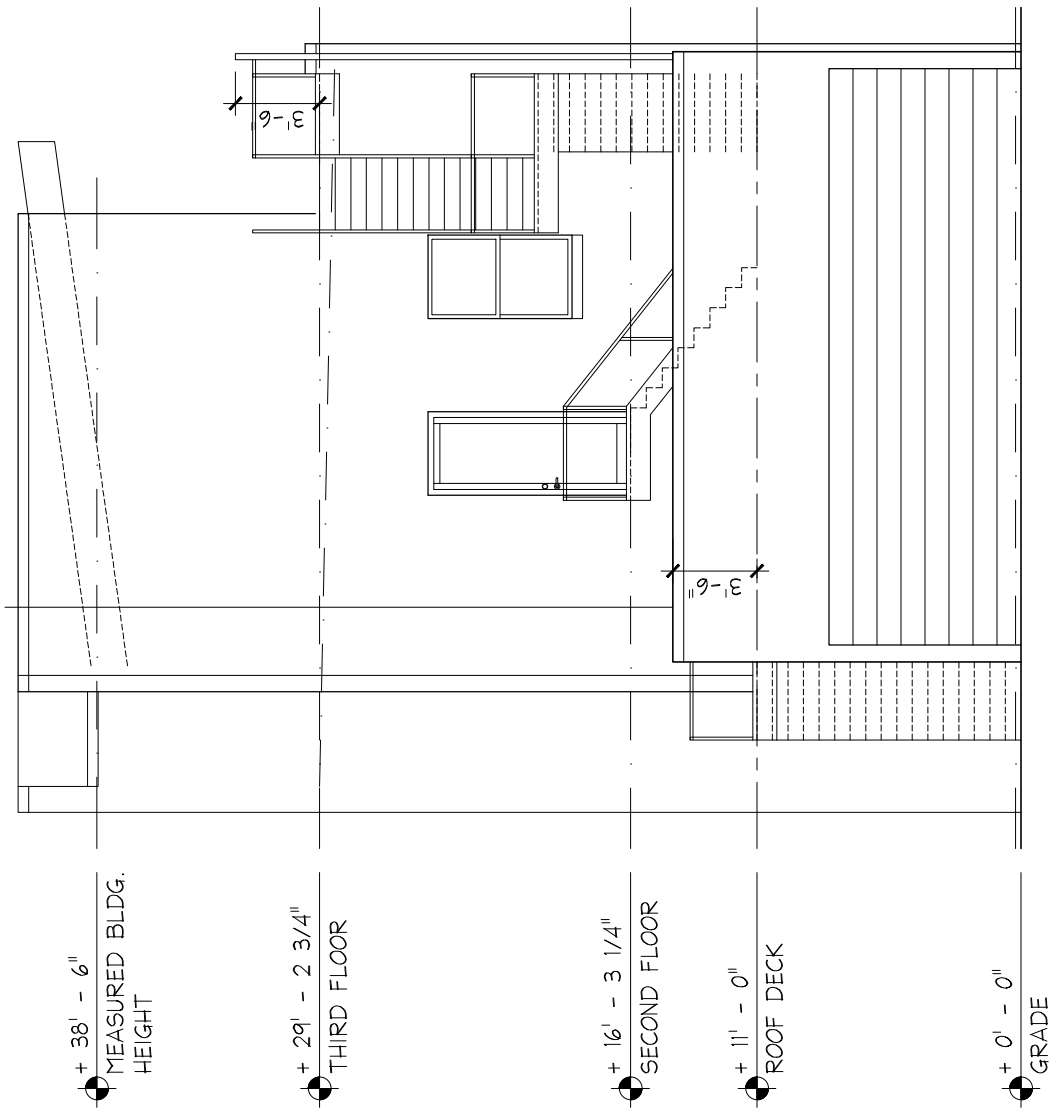 + 38' - 6"
MEASURED BLDG.
HEIGHT
+ 29' - 2 3/4"
THIRD FLOOR
+ 16' - 3 1/4"
SECOND FLOOR
+ 11' - 0"
ROOF DECK
+ 0' - 0"
GRADE
3'-6"
3'-6"